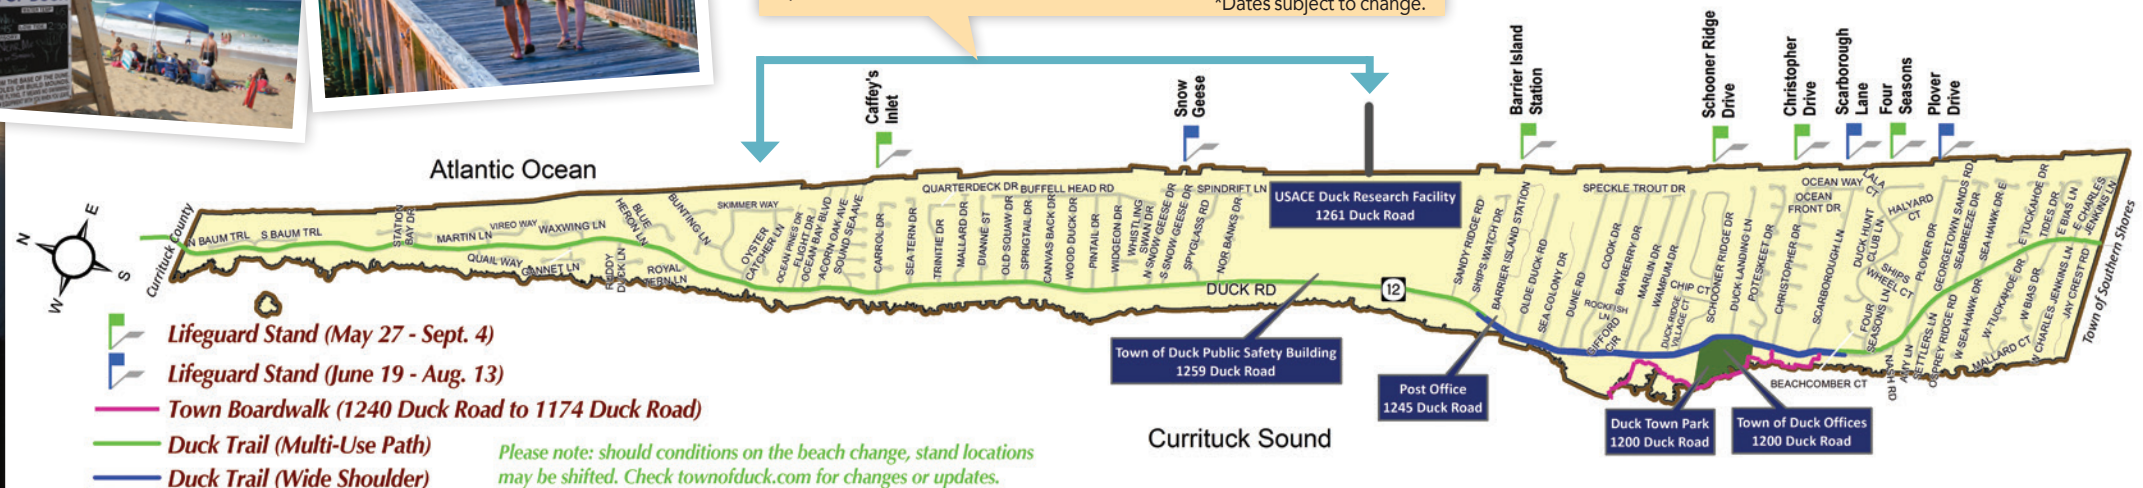 *Dates subject to change.
Atlantic Ocean
Caffey's
Inlet
Snow
Geese
Barrier Island
Station
Schooner Ridge
Drive
Christopher
Drive
Scarborough
Lane
Four
Seasons
Plover
Drive
N
E
S
W
Currituck County
N BAUM TRL
S BAUM TRL
STATION
BAY DR
MARTIN LN
VIREO WAY
WAXWING LN
QUAIL WAY
GANNET LN
BLUE
HERON LN
RUDDY
DUCK LN
BUNTING LN
ROYAL
TERN LN
SKIMMER WAY
OYSTER
CATCHER LN
OCEAN PINES DR
FLIGHT DR
OCEAN BAY BLVD
ACORN OAK AVE
SOUND SEA AVE
CARROL DR
SEA TERN DR
TRINITIE DR
MALLARD DR
DIANNE ST
OLD SQUAW DR
SPRIGTAIL DR
CANVAS BACK DR
WOOD DUCK DR
PINTAIL DR
WIDGEON DR
WHISTLING
SWAN DR
N SNOW GEESE DR
S SNOW GEESE DR
SPYGLASS RD
NOR BANKS DR
QUARTERDECK DR
BUFFELL HEAD RD
SPINDRIFT LN
USACE Duck Research Facility
1261 Duck Road
DUCK RD
12
SANDY RIDGE RD
SHIPS WATCH DR
BARRIER ISLAND STATION
OLDE DUCK RD
SEA COLONY DR
DUNE RD
ROCKFISH
LN
GIFFORD
CIR
COOK DR
BAYBERRY DR
MARLIN DR
WAMPUM DR
CHIP CT
DUCK RIDGE
VILLAGE CT
SCHOONER RIDGE DR
DUCK LANDING LN
POTESKEET DR
CHRISTOPHER DR
SCARBOROUGH LN
SPECKLE TROUT DR
OCEAN WAY
OCEAN
FRONT DR
LALA
CT
HALYARD
CT
DUCK HUNT
CLUB LN
SHIPS
WHEEL CT
FOUR
SEASONS LN
PLOVER DR
GEORGETOWN SANDS RD
SEABREEZE DR
SEA HAWK DR E
E TUCKAHOE DR
TIDES DR
E BIAS LN
E CHARLES
JENKINS LN
NASH RD
AMY LN
SETTLERS LN
OSPREY RIDGE RD
W SEA HAWK DR
W TUCKAHOE DR
W BIAS DR
MALLARD CT
W CHARLES JENKINS LN
JAY CREST RD
BEACHCOMBER CT
Town of Southern Shores
Town of Duck Public Safety Building
1259 Duck Road
Post Office
1245 Duck Road
Duck Town Park
1200 Duck Road
Town of Duck Offices
1200 Duck Road
Currituck Sound
Lifeguard Stand (May 27 - Sept. 4)
Lifeguard Stand (June 19 - Aug. 13)
Town Boardwalk (1240 Duck Road to 1174 Duck Road)
Duck Trail (Multi-Use Path)
Duck Trail (Wide Shoulder)
Please note: should conditions on the beach change, stand locations
may be shifted. Check townofduck.com for changes or updates.